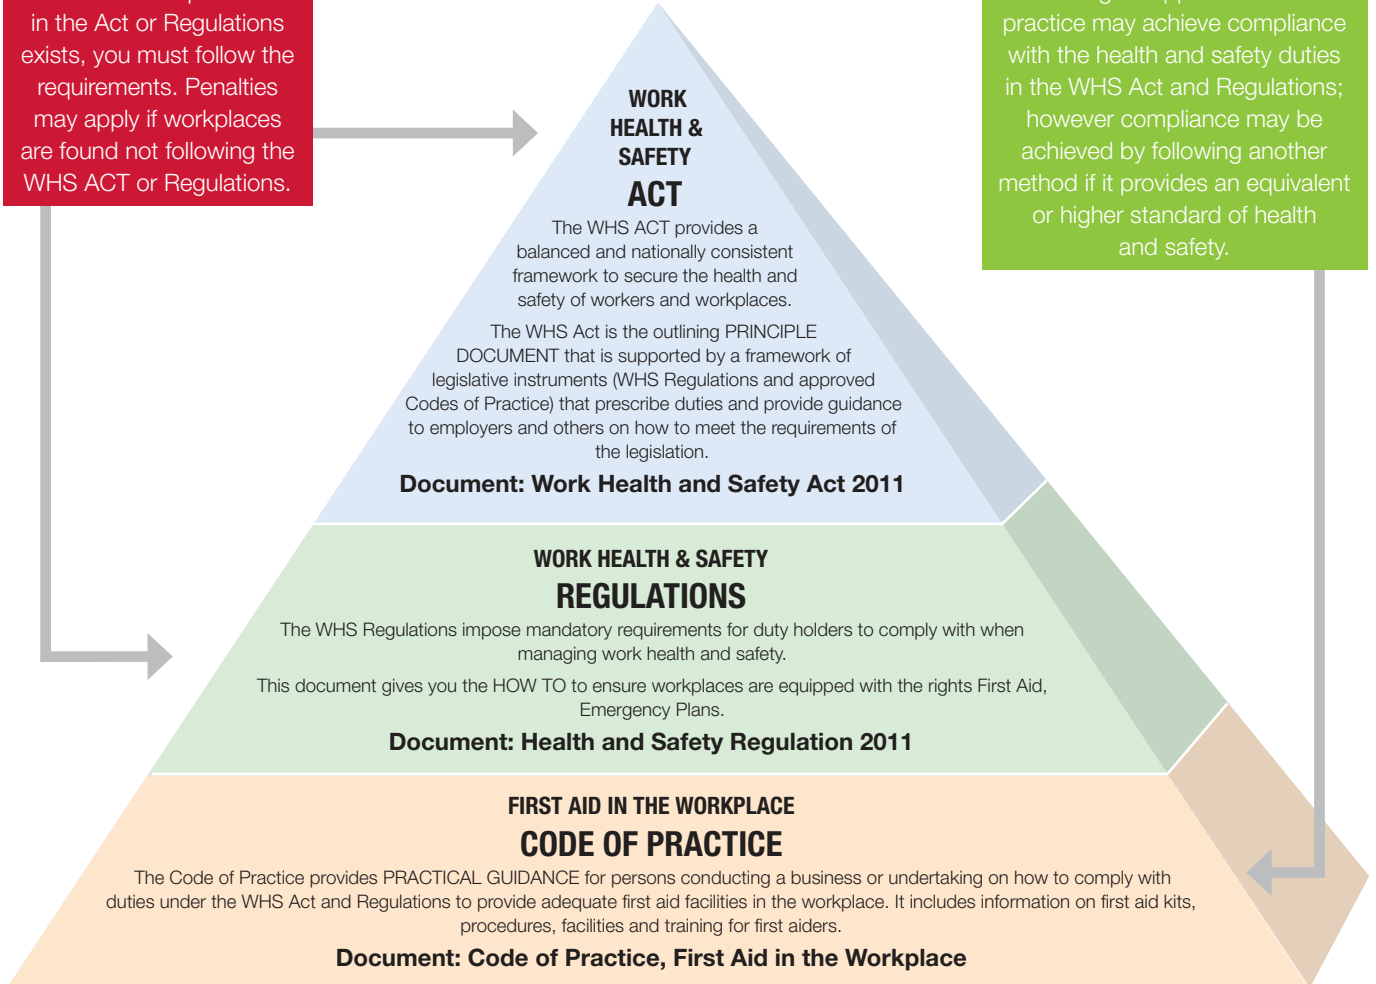 in the Act or Regulations
exists, you must follow the
requirements. Penalties
may apply if workplaces
are found not following the
WHS ACT or Regulations.
practice may achieve compliance
with the health and safety duties
in the WHS Act and Regulations;
however compliance may be
achieved by following another
method if it provides an equivalent
or higher standard of health
and safety.
WORK
HEALTH &
SAFETY
ACT
The WHS ACT provides a
balanced and nationally consistent
framework to secure the health and
safety of workers and workplaces.
The WHS Act is the outlining PRINCIPLE
DOCUMENT that is supported by a framework of
legislative instruments (WHS Regulations and approved
Codes of Practice) that prescribe duties and provide guidance
to employers and others on how to meet the requirements of
the legislation.
Document: Work Health and Safety Act 2011
WORK HEALTH & SAFETY
REGULATIONS
The WHS Regulations impose mandatory requirements for duty holders to comply with when
managing work health and safety.
This document gives you the HOW TO to ensure workplaces are equipped with the rights First Aid,
Emergency Plans.
Document: Health and Safety Regulation 2011
FIRST AID IN THE WORKPLACE
CODE OF PRACTICE
The Code of Practice provides PRACTICAL GUIDANCE for persons conducting a business or undertaking on how to comply with
duties under the WHS Act and Regulations to provide adequate first aid facilities in the workplace. It includes information on first aid kits,
procedures, facilities and training for first aiders.
Document: Code of Practice, First Aid in the Workplace